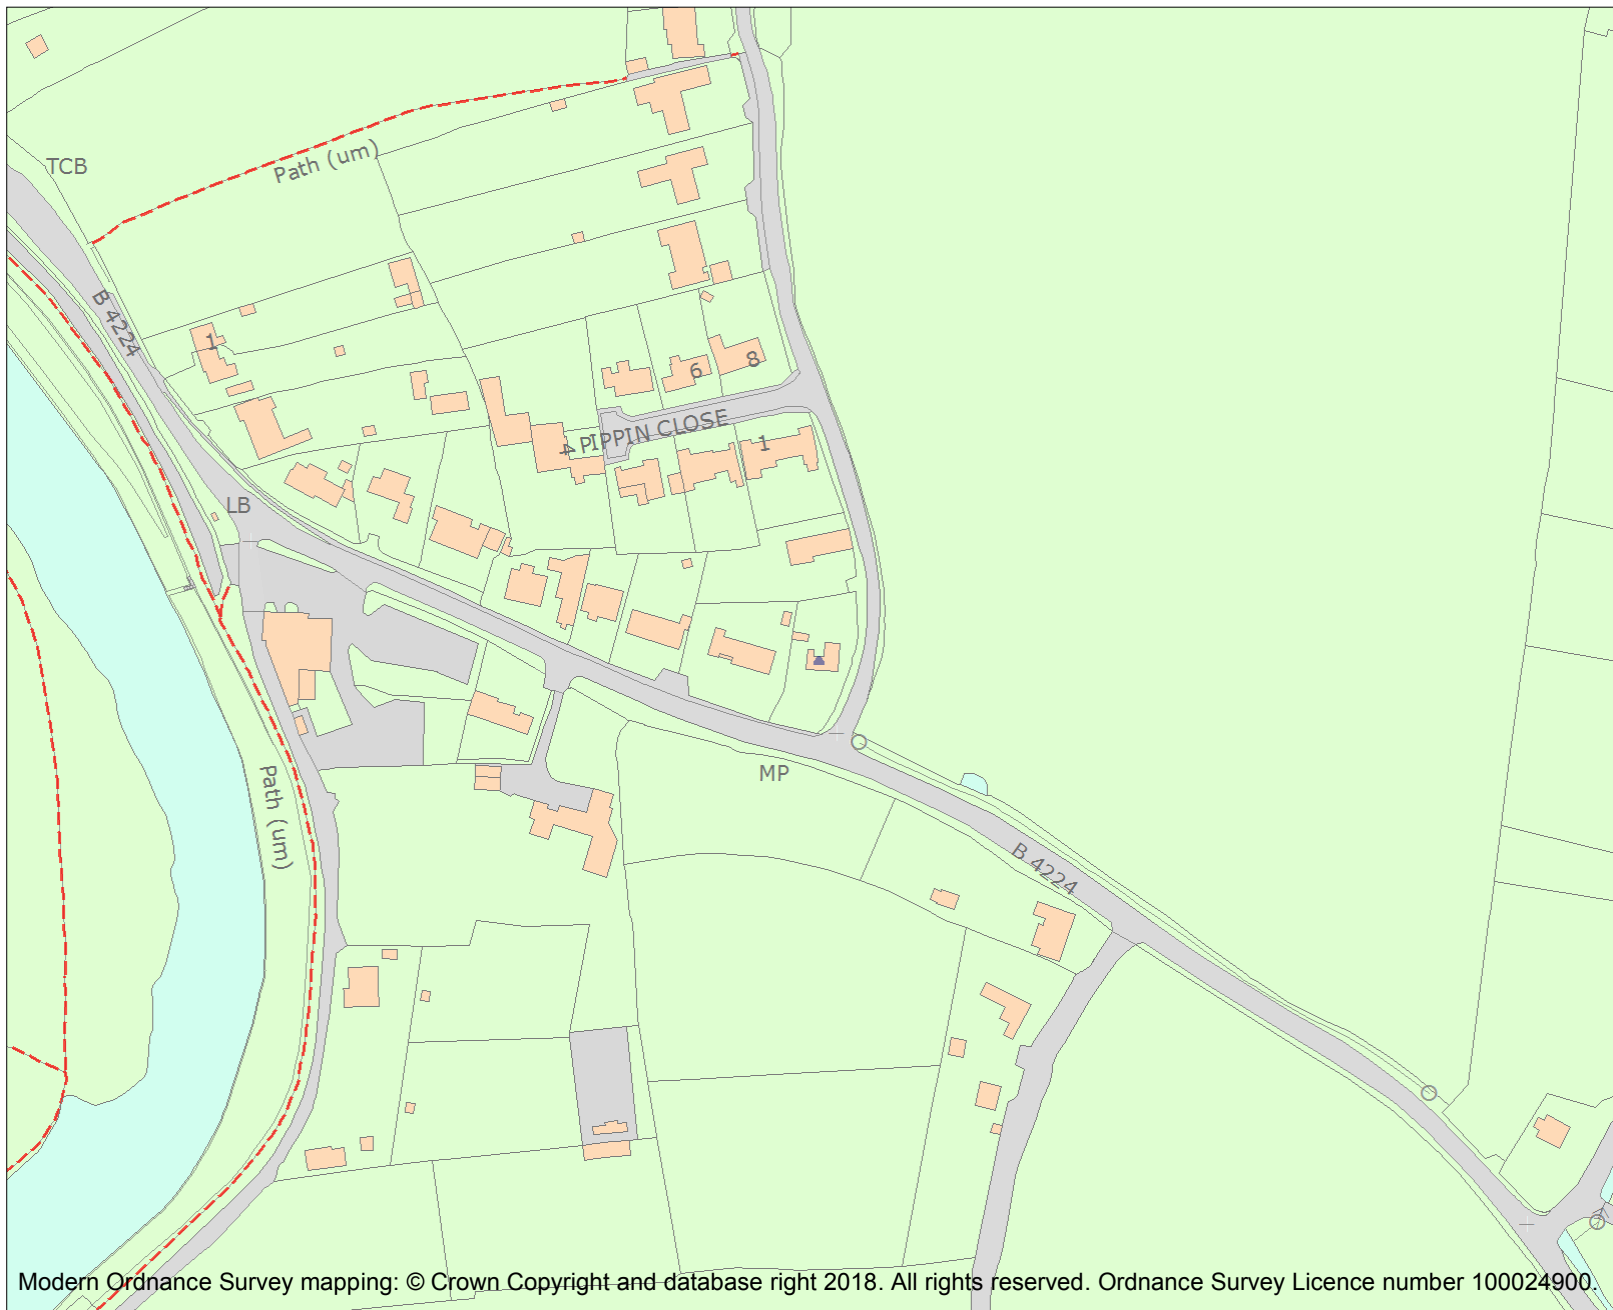 TCB
Path (um)
B 4224
1
8
6
PIPPIN CLOSE
4
1
LB
MP
Path (um)
B 4224
Modern Ordnance Survey mapping: © Crown Copyright and database right 2018. All rights reserved. Ordnance Survey Licence number 100024900.